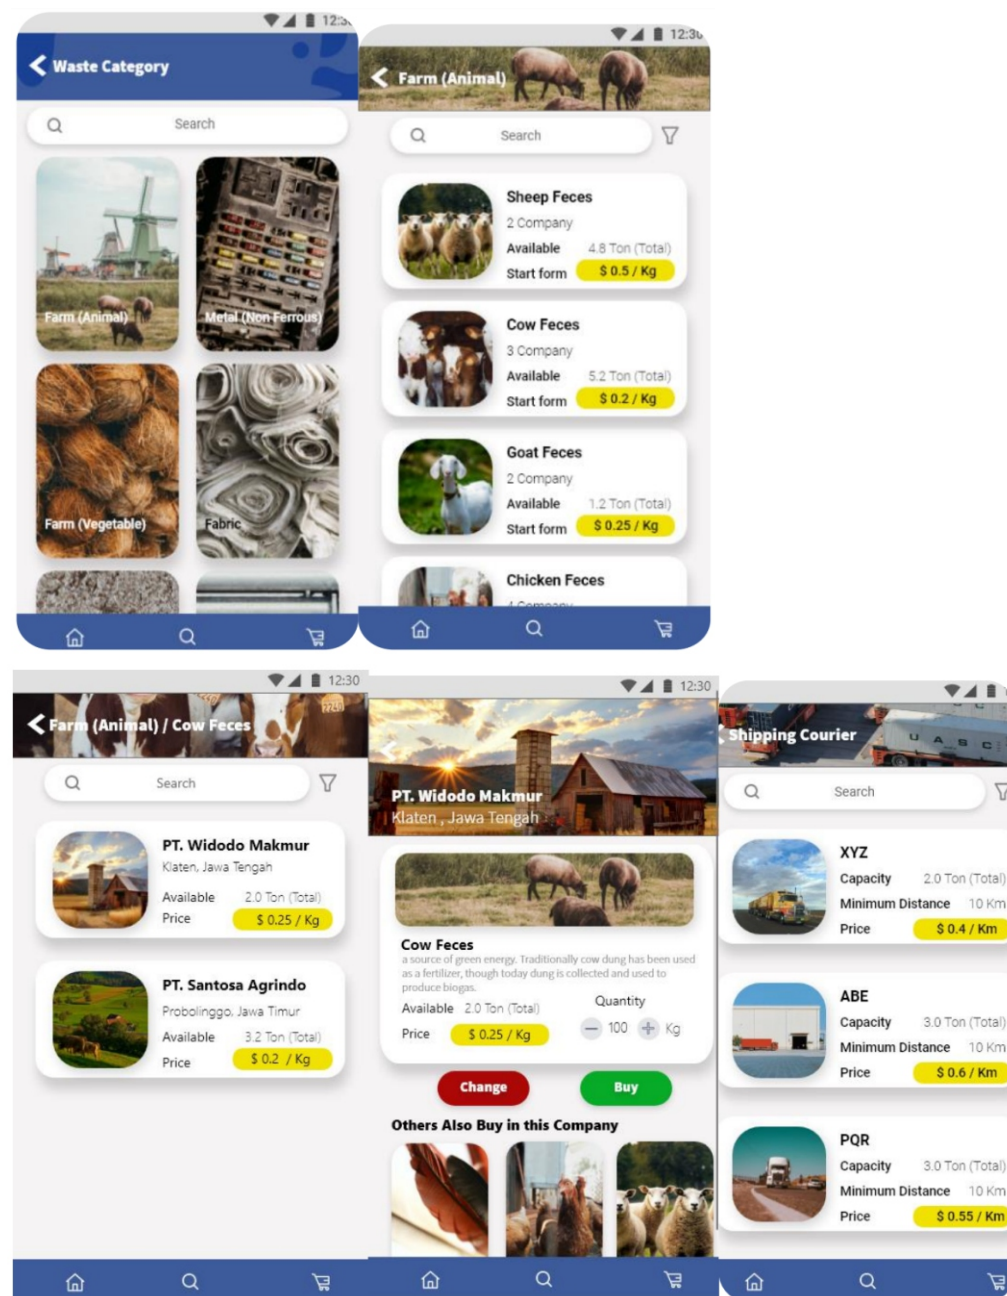 12:30
Waste Category
Search
Farm (Animal)
Metal (Non Ferrous)
Farm (Vegetable)
Fabric
12:30
Farm (Animal)
Search
Sheep Feces
2 Company
Available 4.8 Ton (Total)
Start form $ 0.5 / Kg
Cow Feces
3 Company
Available 5.2 Ton (Total)
Start form $ 0.2 / Kg
Goat Feces
2 Company
Available 1.2 Ton (Total)
Start form $ 0.25 / Kg
Chicken Feces
4 Company
12:30
Farm (Animal) / Cow Feces
Search
PT. Widodo Makmur
Klaten, Jawa Tengah
Available 2.0 Ton (Total)
Price $ 0.25 / Kg
PT. Santosa Agrindo
Probolinggo, Jawa Timur
Available 3.2 Ton (Total)
Price $ 0.2 / Kg
12:30
PT. Widodo Makmur
Klaten , Jawa Tengah
Cow Feces
a source of green energy. Traditionally cow dung has been used
as a fertilizer, though today dung is collected and used to
produce biogas.
Available 2.0 Ton (Total)
Quantity
Price $ 0.25 / Kg
100 Kg
Change
Buy
Others Also Buy in this Company
Shipping Courier
UASC
Search
XYZ
Capacity 2.0 Ton (Total)
Minimum Distance 10 Km
Price $ 0.4 / Km
ABE
Capacity 3.0 Ton (Total)
Minimum Distance 10 Km
Price $ 0.6 / Km
PQR
Capacity 3.0 Ton (Total)
Minimum Distance 10 Km
Price $ 0.55 / Km